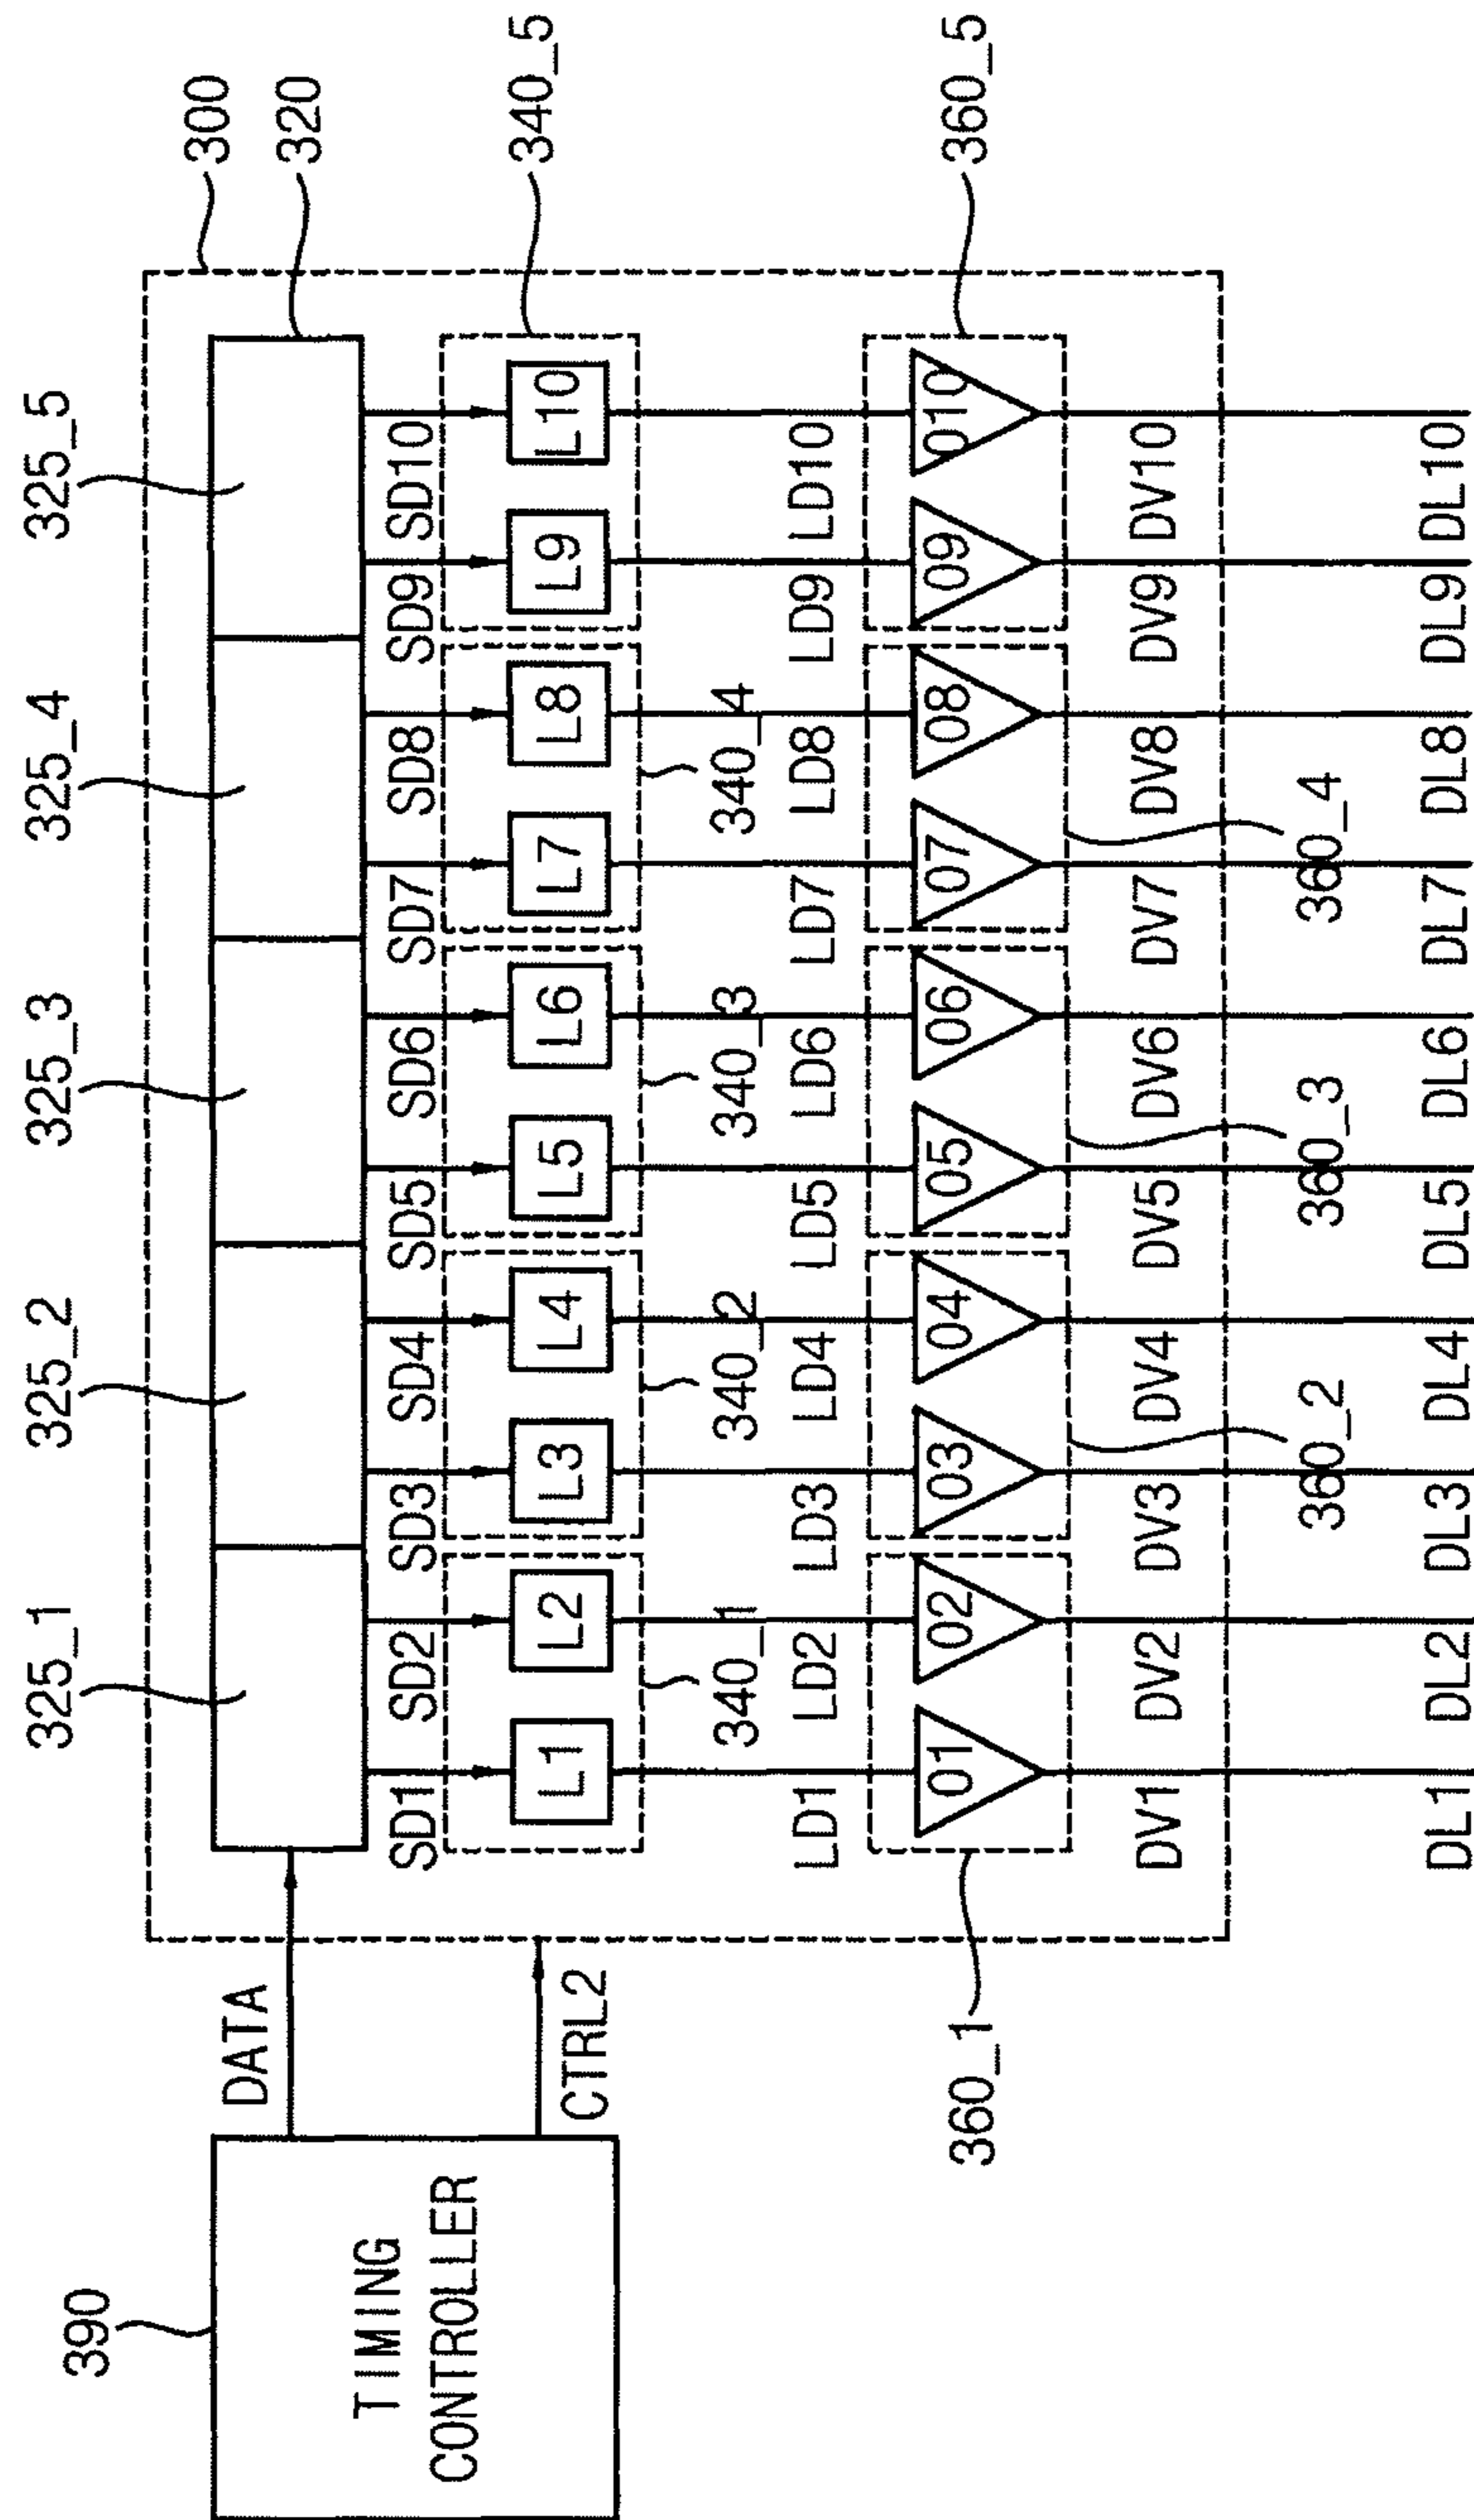 325_1 325_2 325_3 325_4 325_5
300
390
320
DATA
SD1 SD2 SD3 SD4 SD5 SD6 SD7 SD8 SD9 SD10
TIMING
CONTROLLER
L1 L2 L3 L4 L5 L6 L7 L8 L9 L10
340_5
CTRL2
340_1 340_2 340_3 340_4
LD1 LD2 LD3 LD4 LD5 LD6 LD7 LD8 LD9 LD10
O1 O2 O3 O4 O5 O6 O7 O8 O9 O10
360_5
360_1
DV1 DV2 DV3 DV4 DV5 DV6 DV7 DV8 DV9 DV10
360_2 360_3 360_4
DL1 DL2 DL3 DL4 DL5 DL6 DL7 DL8 DL9 DL10